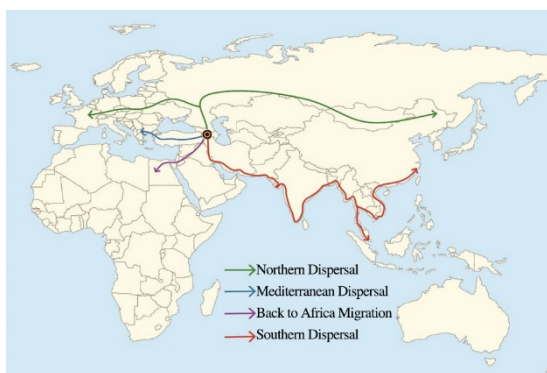 Northern Dispersal
Mediterranean Dispersal
Back to Africa Migration
Southern Dispersal